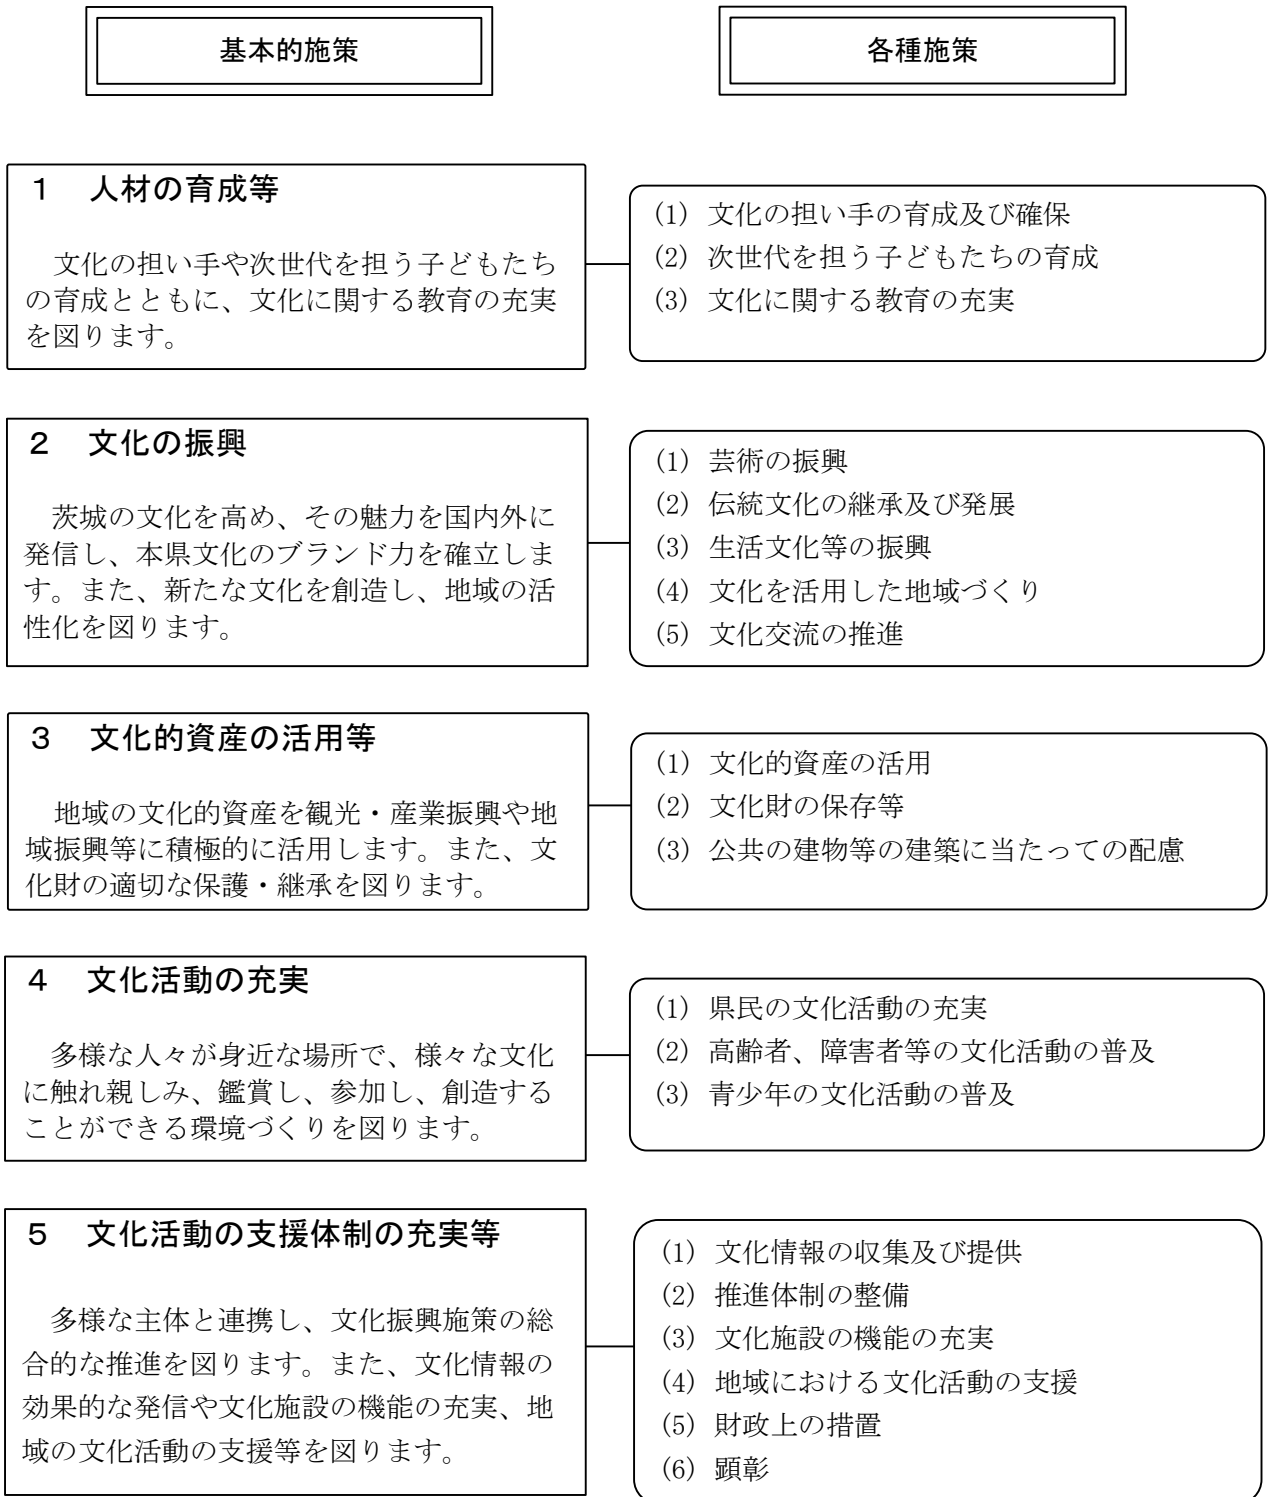 基本的施策
各種施策
１　人材の育成等
文化の担い手や次世代を担う子どもたち
の育成とともに、文化に関する教育の充実
を図ります。
(1) 文化の担い手の育成及び確保
(2) 次世代を担う子どもたちの育成
(3) 文化に関する教育の充実
２　文化の振興
茨城の文化を高め、その魅力を国内外に
発信し、本県文化のブランド力を確立しま
す。また、新たな文化を創造し、地域の活
性化を図ります。
(1) 芸術の振興
(2) 伝統文化の継承及び発展
(3) 生活文化等の振興
(4) 文化を活用した地域づくり
(5) 文化交流の推進
３　文化的資産の活用等
地域の文化的資産を観光・産業振興や地
域振興等に積極的に活用します。また、文
化財の適切な保護・継承を図ります。
(1) 文化的資産の活用
(2) 文化財の保存等
(3) 公共の建物等の建築に当たっての配慮
４　文化活動の充実
多様な人々が身近な場所で、様々な文化
に触れ親しみ、鑑賞し、参加し、創造する
ことができる環境づくりを図ります。
(1) 県民の文化活動の充実
(2) 高齢者、障害者等の文化活動の普及
(3) 青少年の文化活動の普及
５　文化活動の支援体制の充実等
多様な主体と連携し、文化振興施策の総
合的な推進を図ります。また、文化情報の
効果的な発信や文化施設の機能の充実、地
域の文化活動の支援等を図ります。
(1) 文化情報の収集及び提供
(2) 推進体制の整備
(3) 文化施設の機能の充実
(4) 地域における文化活動の支援
(5) 財政上の措置
(6) 顕彰